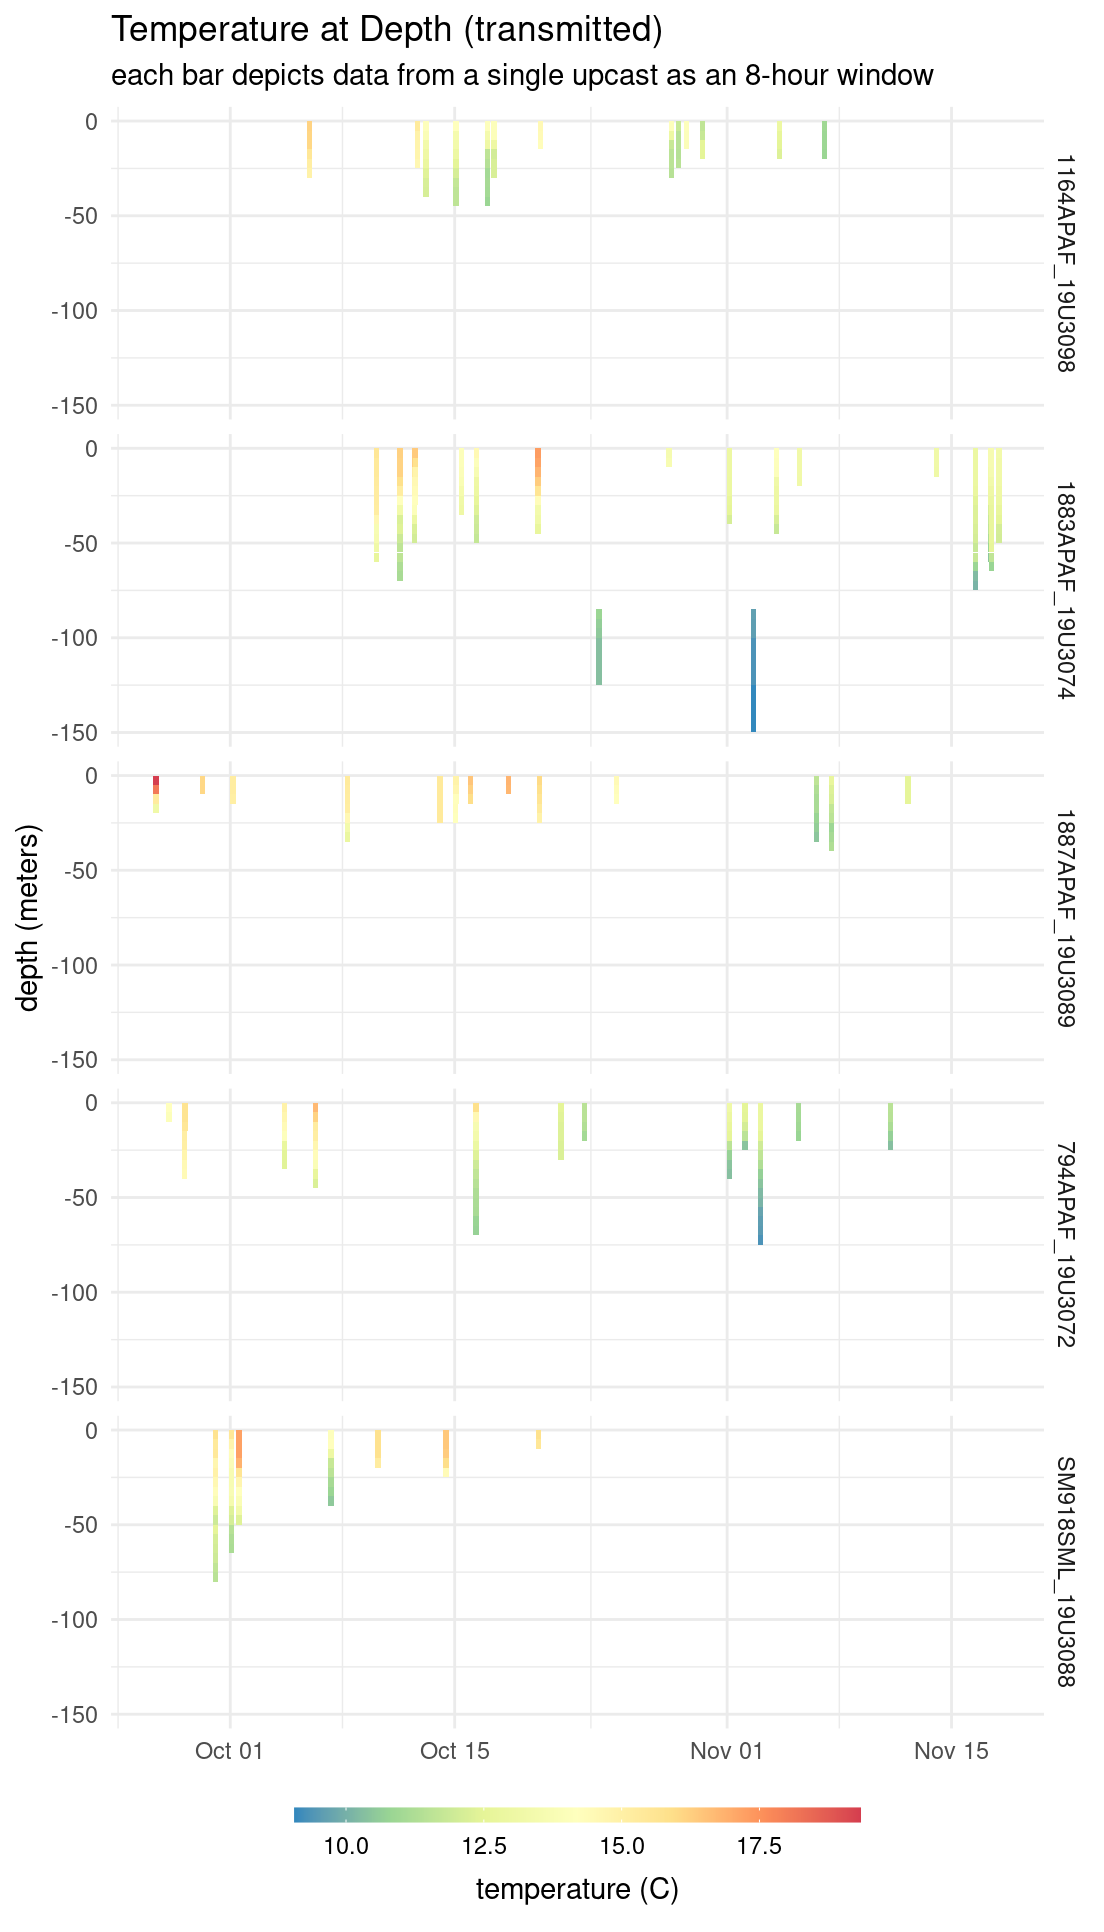 Temperature at Depth (transmitted)
each bar depicts data from a single upcast as an 8-hour window
depth (meters)
0
-50
-100
-150
1164APAF_19U3098
0
-50
-100
-150
1883APAF_19U3074
0
-50
-100
-150
1887APAF_19U3089
0
-50
-100
-150
794APAF_19U3072
0
-50
-100
-150
SM918SML_19U3088
Oct 01 Oct 15 Nov 01 Nov 15
10.0 12.5 15.0 17.5
temperature (C)